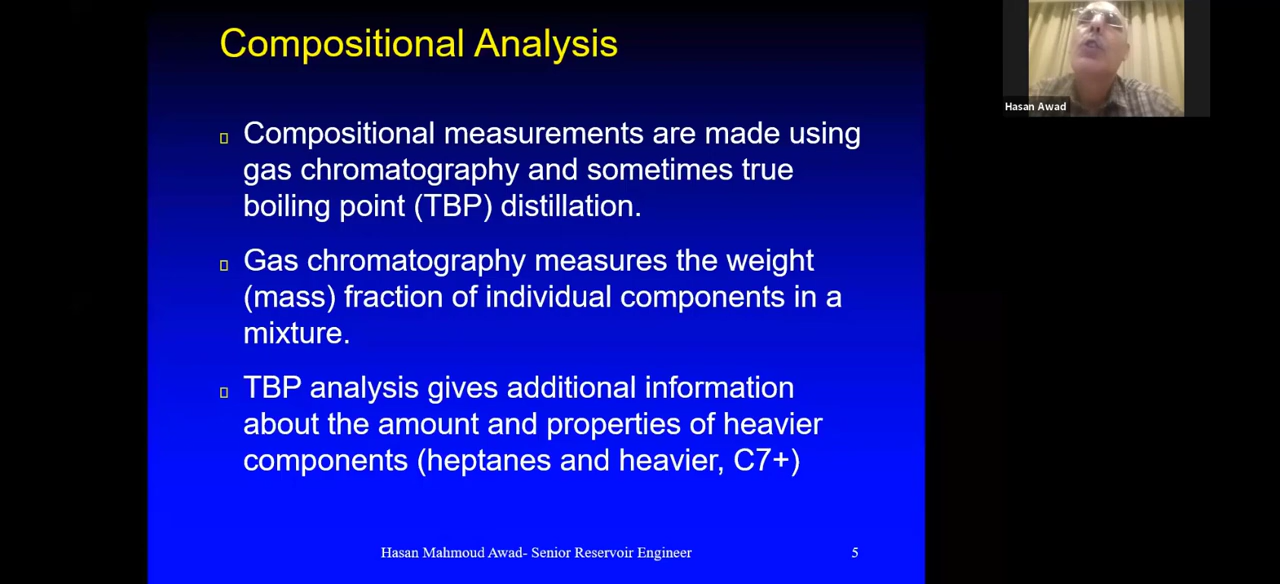 Compositional Analysis
Compositional measurements are made using
gas chromatography and sometimes true
boiling point (TBP) distillation.
Gas chromatography measures the weight
(mass) fraction of individual components in a
mixture.
TBP analysis gives additional information
about the amount and properties of heavier
components (heptanes and heavier, C7+)
Hasan Mahmoud Awad- Senior Reservoir Engineer
5
Hasan Awad